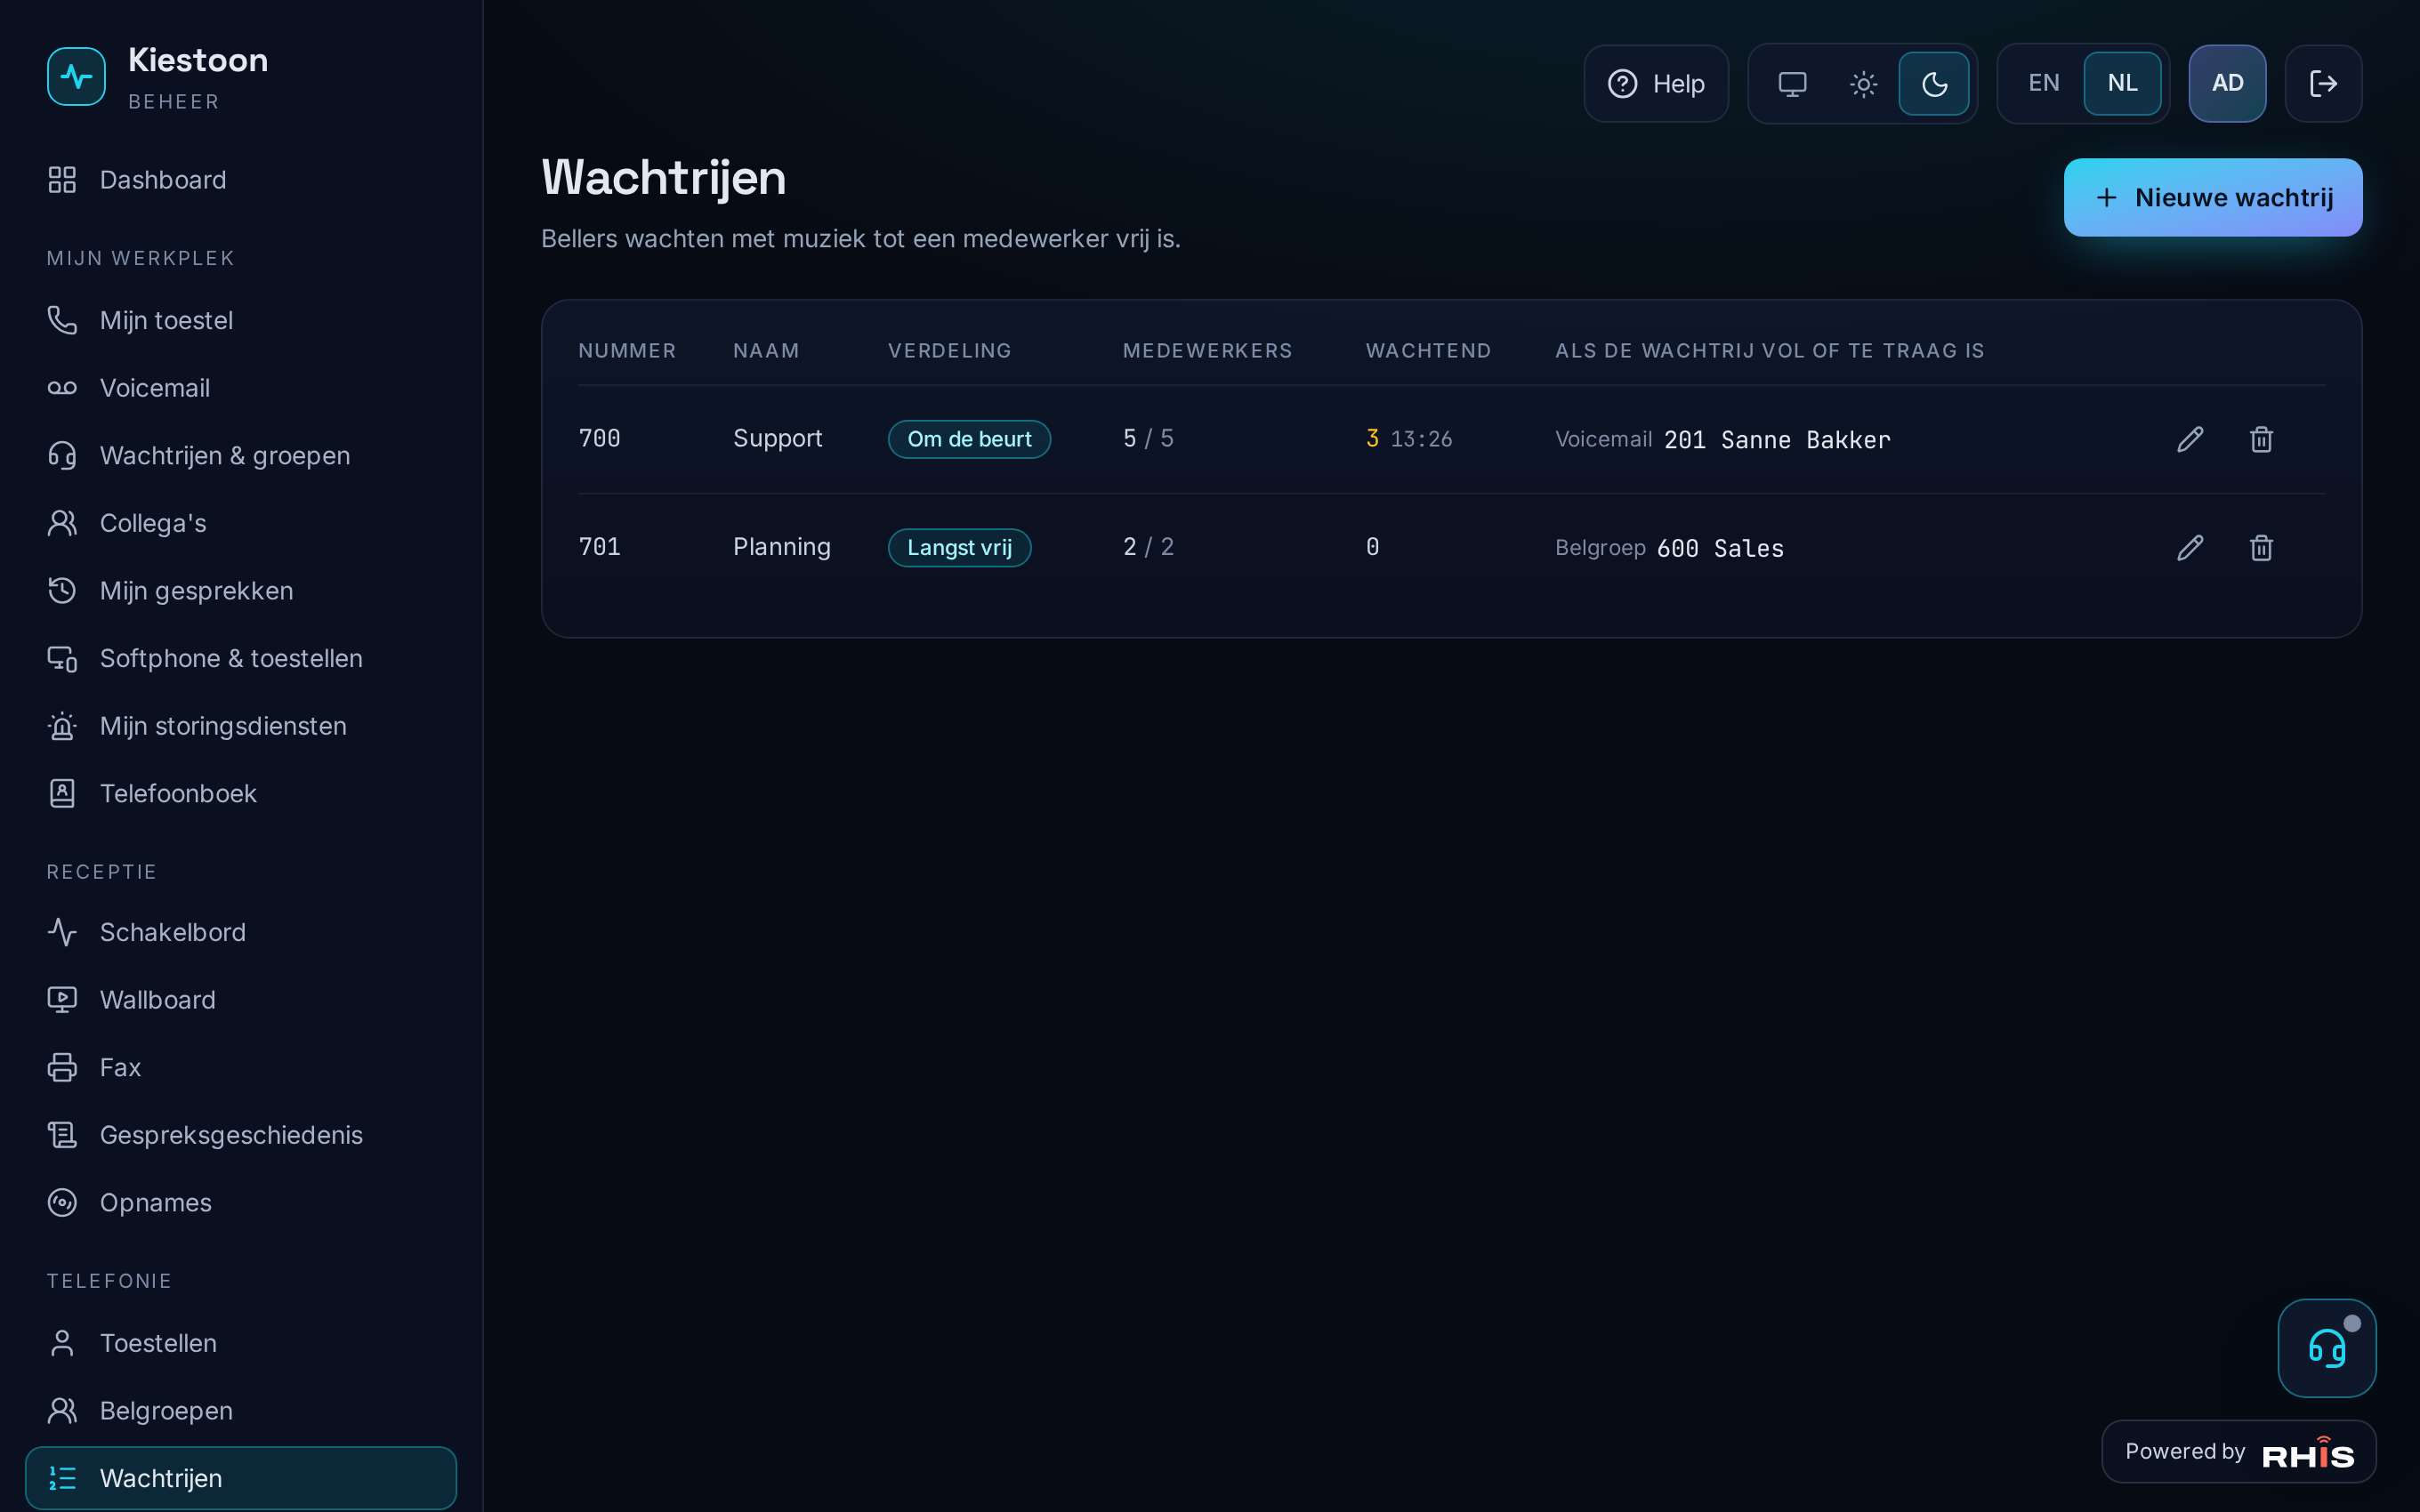 Kiestoon
BEHEER
Dashboard
MIJN WERKPLEK
Mijn toestel
Voicemail
Wachtrijen & groepen
Collega's
Mijn gesprekken
Softphone & toestellen
Mijn storingsdiensten
Telefoonboek
RECEPTIE
Schakelbord
Wallboard
Fax
Gespreksgeschiedenis
Opnames
TELEFONIE
Toestellen
Belgroepen
Wachtrijen
Help
EN NL
AD
Wachtrijen
Bellers wachten met muziek tot een medewerker vrij is.
Nieuwe wachtrij
NUMMER NAAM VERDELING MEDEWERKERS WACHTEND ALS DE WACHTRIJ VOL OF TE TRAAG IS
700 Support Om de beurt 5 / 5 3 13:26 Voicemail 201 Sanne Bakker
701 Planning Langst vrij 2 / 2 0 Belgroep 600 Sales
Powered by RHIS